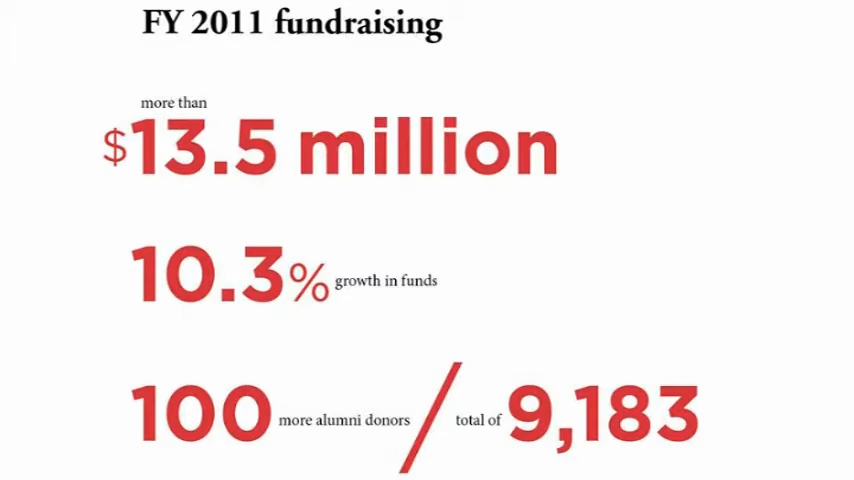 FY 2011 fundraising
more than
$13.5 million
10.3% growth in funds
100 more alumni donors / total of 9,183